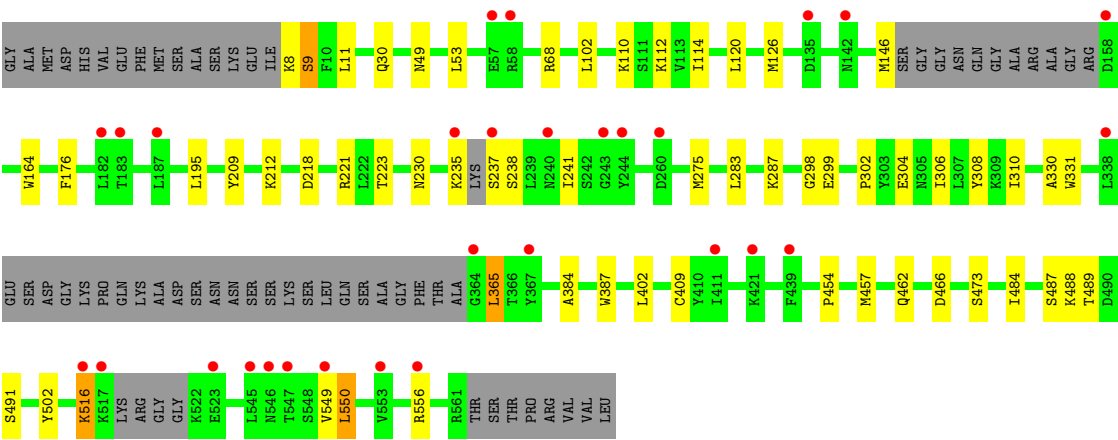 GLY ALA MET ASP HIS VAL GLU PHE MET SER ALA SER LYS GLU ILE K8 S9 F10 L11 Q30 N49 L53 E57 R58 R68 L102 K110 S111 K112 V113 I114 L120 M126 D135 N142 M146 SER GLY GLY ASN GLN GLY ALA ARG ALA GLY ARG D158
W164 F176 L182 T183 L187 L195 Y209 K212 D218 R221 L222 T223 N230 K235 LYS S237 S238 L239 N240 I241 S242 G243 Y244 D260 M275 L283 K287 G298 E299 P302 Y303 E304 N305 I306 L307 Y308 K309 I310 A330 W331 L338
GLU SER ASP GLY LYS PRO GLN LYS ALA ASP SER ASN ASN SER SER LYS SER LEU GLN SER ALA GLY PHE THR ALA G364 L365 T366 Y367 A384 W387 L402 C409 Y410 I411 K421 F439 P454 M457 Q462 D466 S473 I484 S487 K488 T489 D490
S491 Y502 K516 K517 LYS ARG GLY GLY K522 E523 L545 N546 T547 S548 V549 L550 V553 R556 R561 THR SER THR PRO ARG VAL VAL LEU